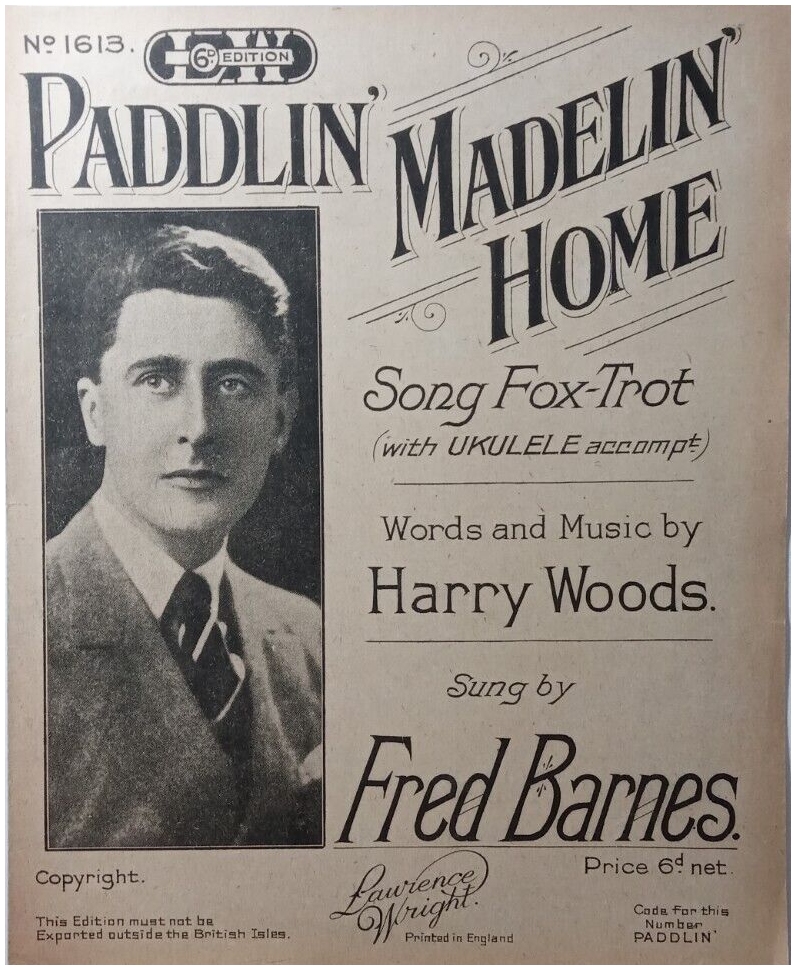 Nº 1613.
LW 6D EDITION
PADDLIN' MADELIN'
HOME
Song Fox-Trot
(with UKULELE accompt)
Words and Music by
Harry Woods.
Sung by
Fred Barnes.
Copyright.
Price 6d net.
Lawrence
Wright.
This Edition must not be
Exported outside the British Isles.
Printed in England
Code for this
Number
PADDLIN'